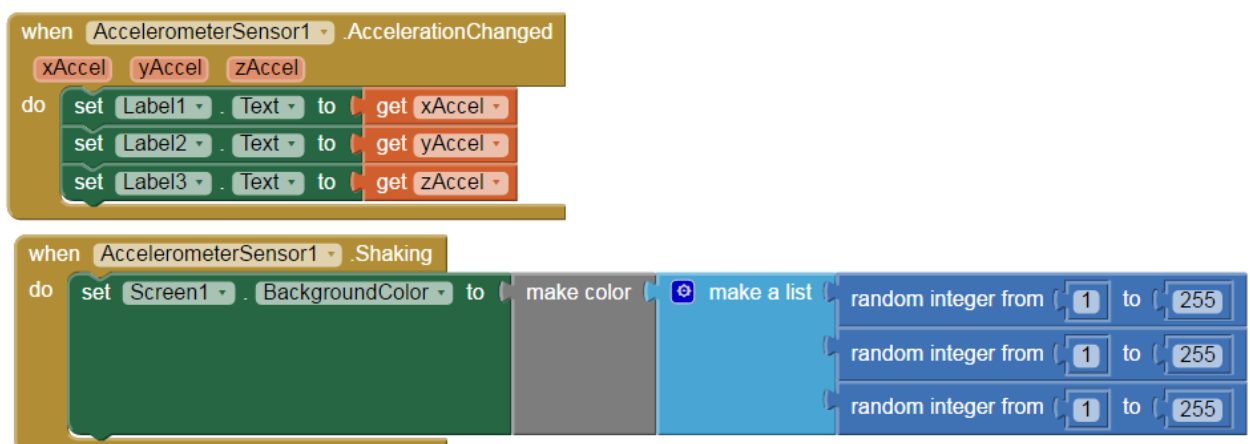 when AccelerometerSensor1 .AccelerationChanged
xAccel yAccel zAccel
do set Label1 . Text to get xAccel
set Label2 . Text to get yAccel
set Label3 . Text to get zAccel
when AccelerometerSensor1 .Shaking
do set Screen1 . BackgroundColor to make color make a list random integer from 1 to 255
random integer from 1 to 255
random integer from 1 to 255